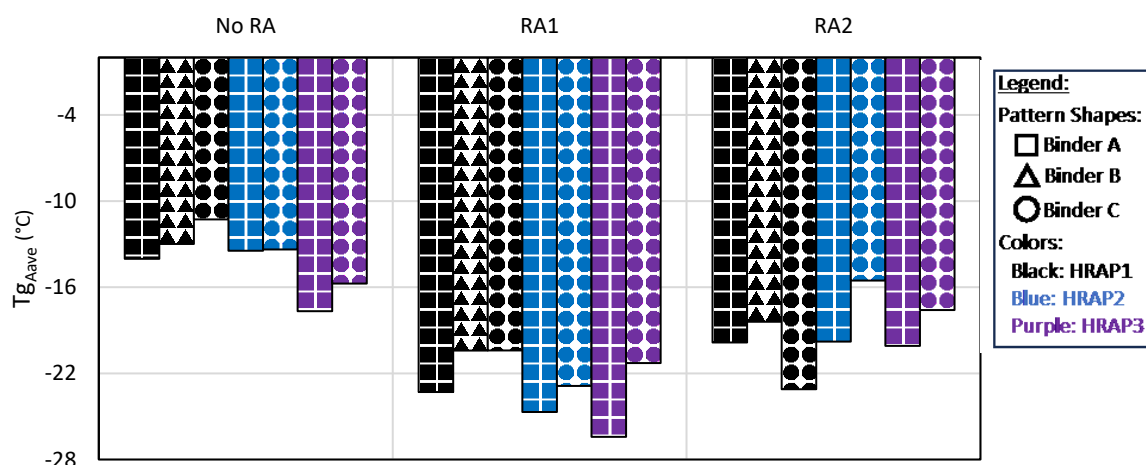 No RA RA1 RA2
-4
-10
-16
-22
-28
Tg_Aave (°C)
Legend:
Pattern Shapes:
Binder A
Binder B
Binder C
Colors:
Black: HRAP1
Blue: HRAP2
Purple: HRAP3